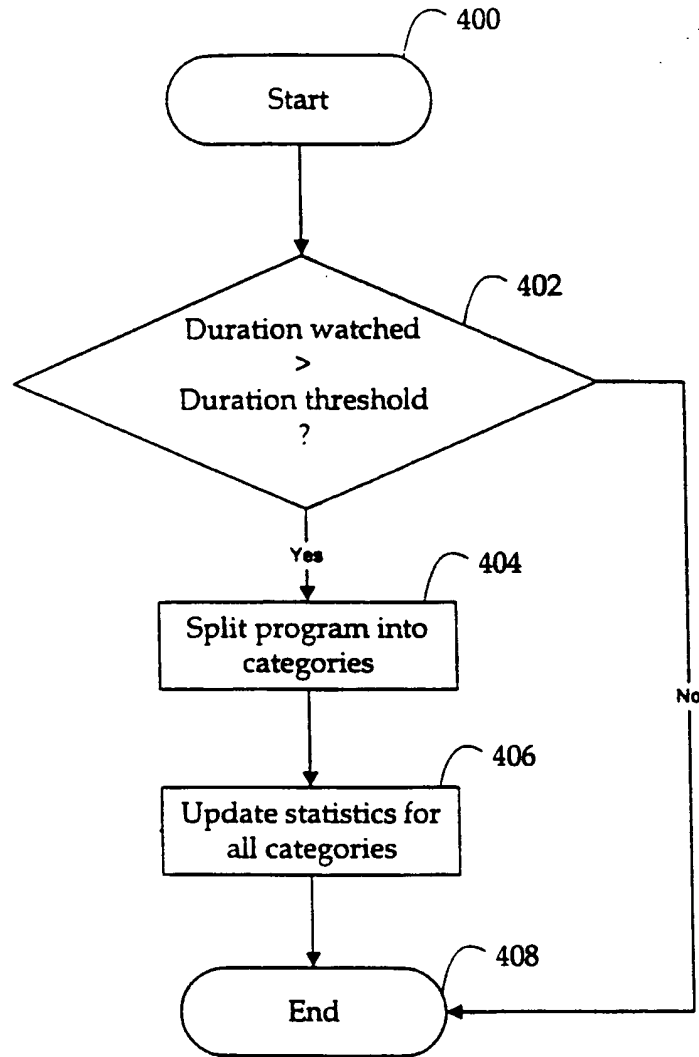 400
Start
402
Duration watched
>
Duration threshold
?
Yes
404
Split program into
categories
No
406
Update statistics for
all categories
408
End